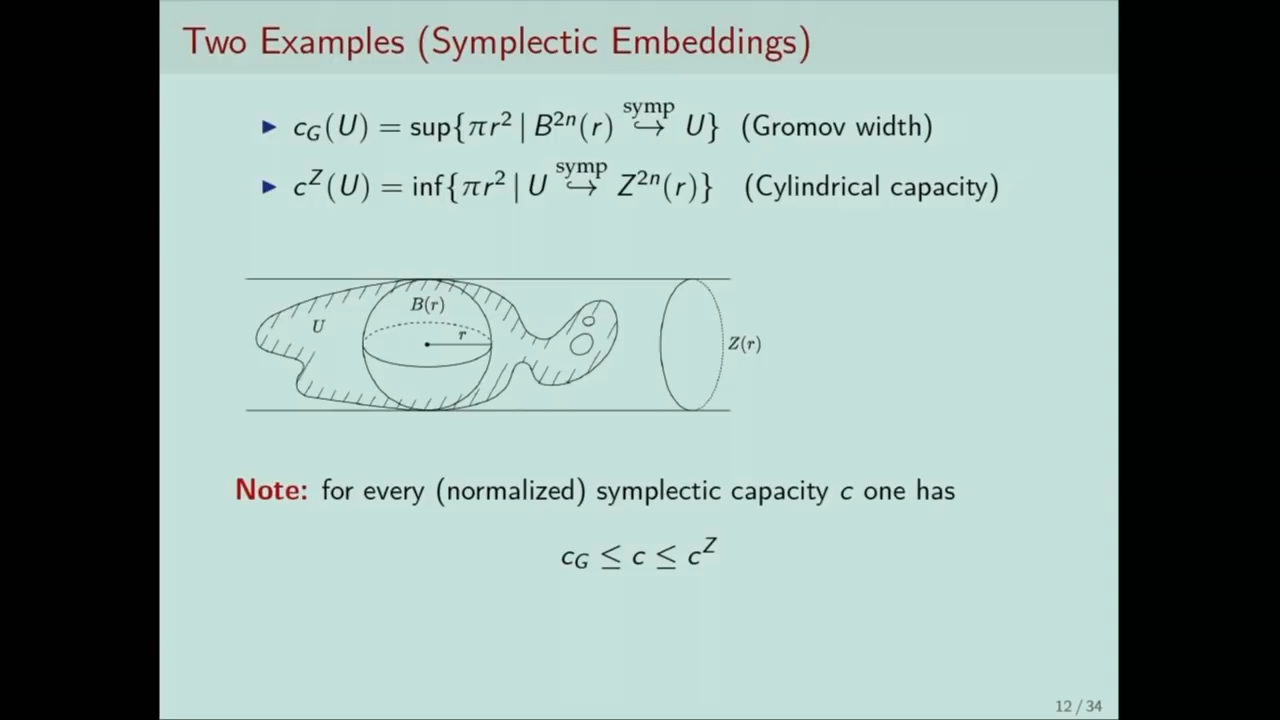 Two Examples (Symplectic Embeddings)
▶ c_G(U) = sup{πr² | B²ⁿ(r) symp↪ U} (Gromov width)
▶ c^Z(U) = inf{πr² | U symp↪ Z²ⁿ(r)} (Cylindrical capacity)
B(r)
U
r
Z(r)
Note: for every (normalized) symplectic capacity c one has
c_G ≤ c ≤ c^Z
12 / 34